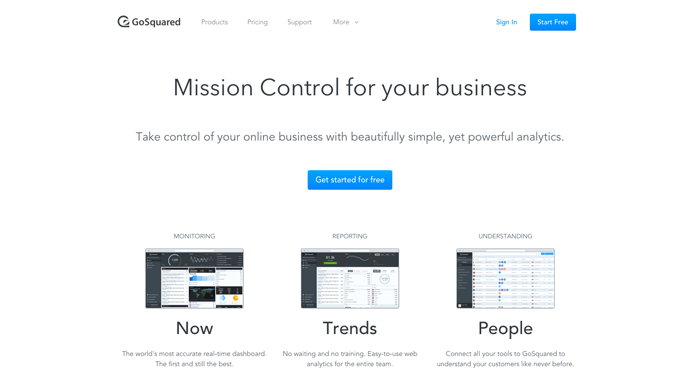 GoSquared
Products Pricing Support More
Sign In
Start Free
Mission Control for your business
Take control of your online business with beautifully simple, yet powerful analytics.
Get started for free
MONITORING
Now
The world's most accurate real-time dashboard.
The first and still the best.
REPORTING
Trends
No waiting and no training. Easy-to-use web
analytics for the entire team.
UNDERSTANDING
People
Connect all your tools to GoSquared to
understand your customers like never before.